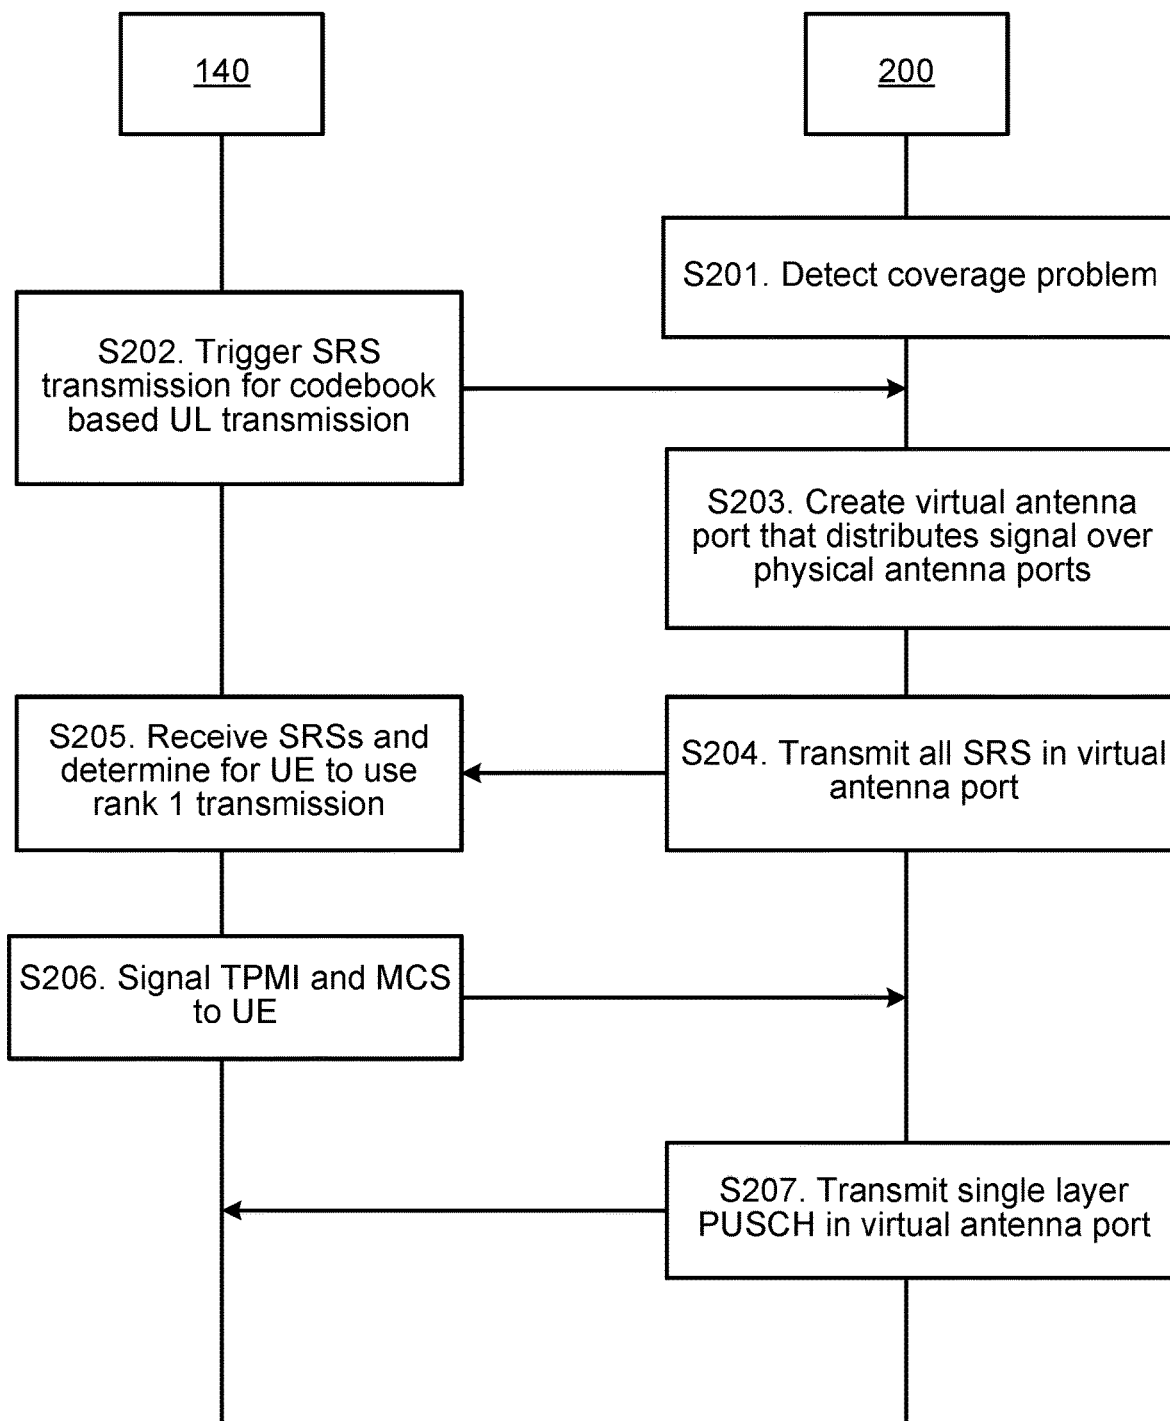 140
200
S201. Detect coverage problem
S202. Trigger SRS
transmission for codebook
based UL transmission
S203. Create virtual antenna
port that distributes signal over
physical antenna ports
S205. Receive SRSs and
determine for UE to use
rank 1 transmission
S204. Transmit all SRS in virtual
antenna port
S206. Signal TPMI and MCS
to UE
S207. Transmit single layer
PUSCH in virtual antenna port